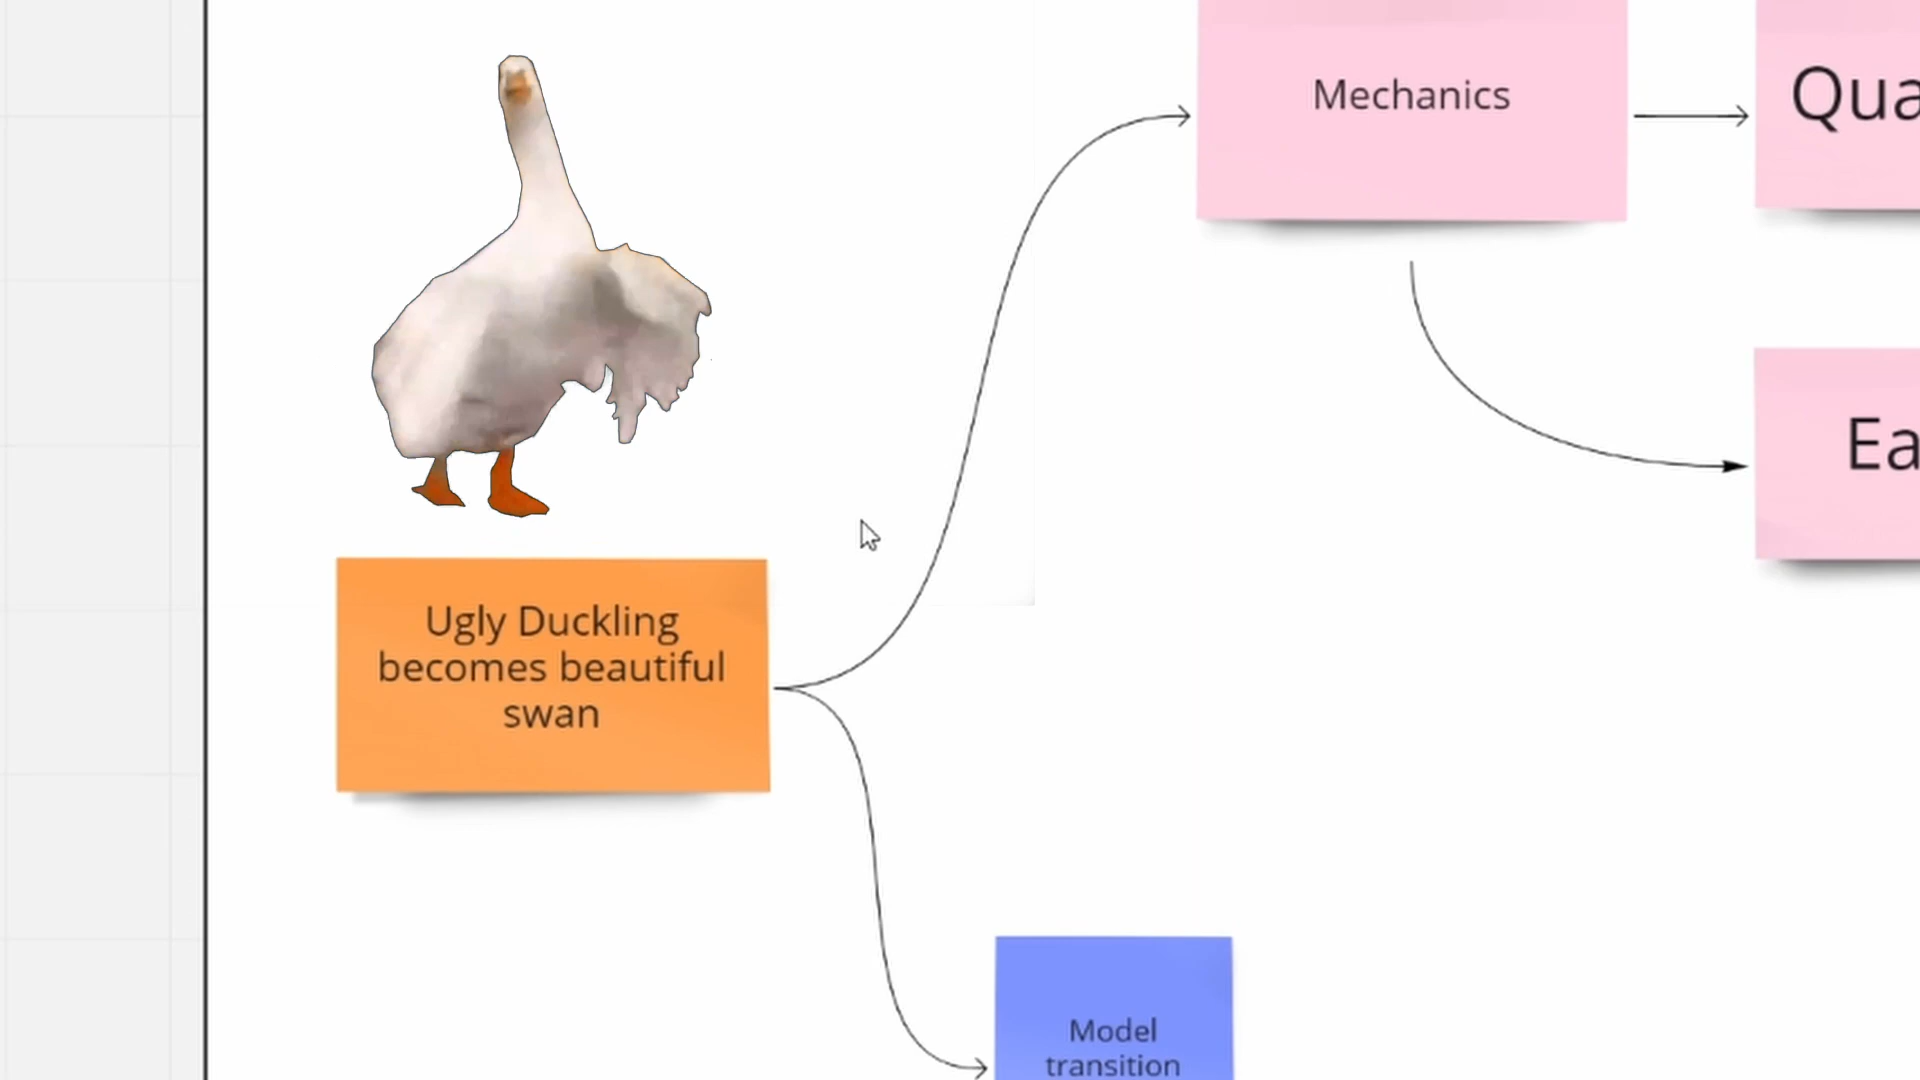 Mechanics
Qua
Ea
Ugly Duckling
becomes beautiful
swan
Model
transition